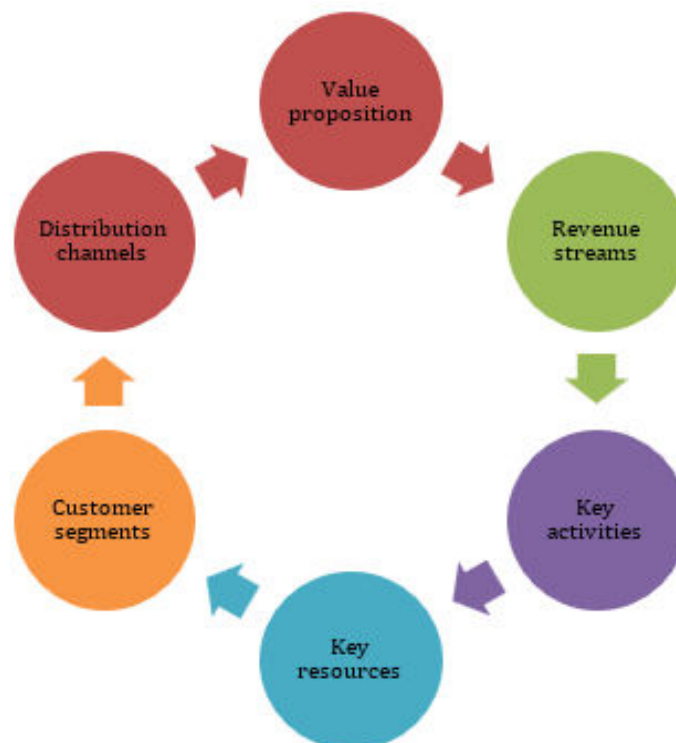 Value
proposition
Revenue
streams
Key
activities
Key
resources
Customer
segments
Distribution
channels